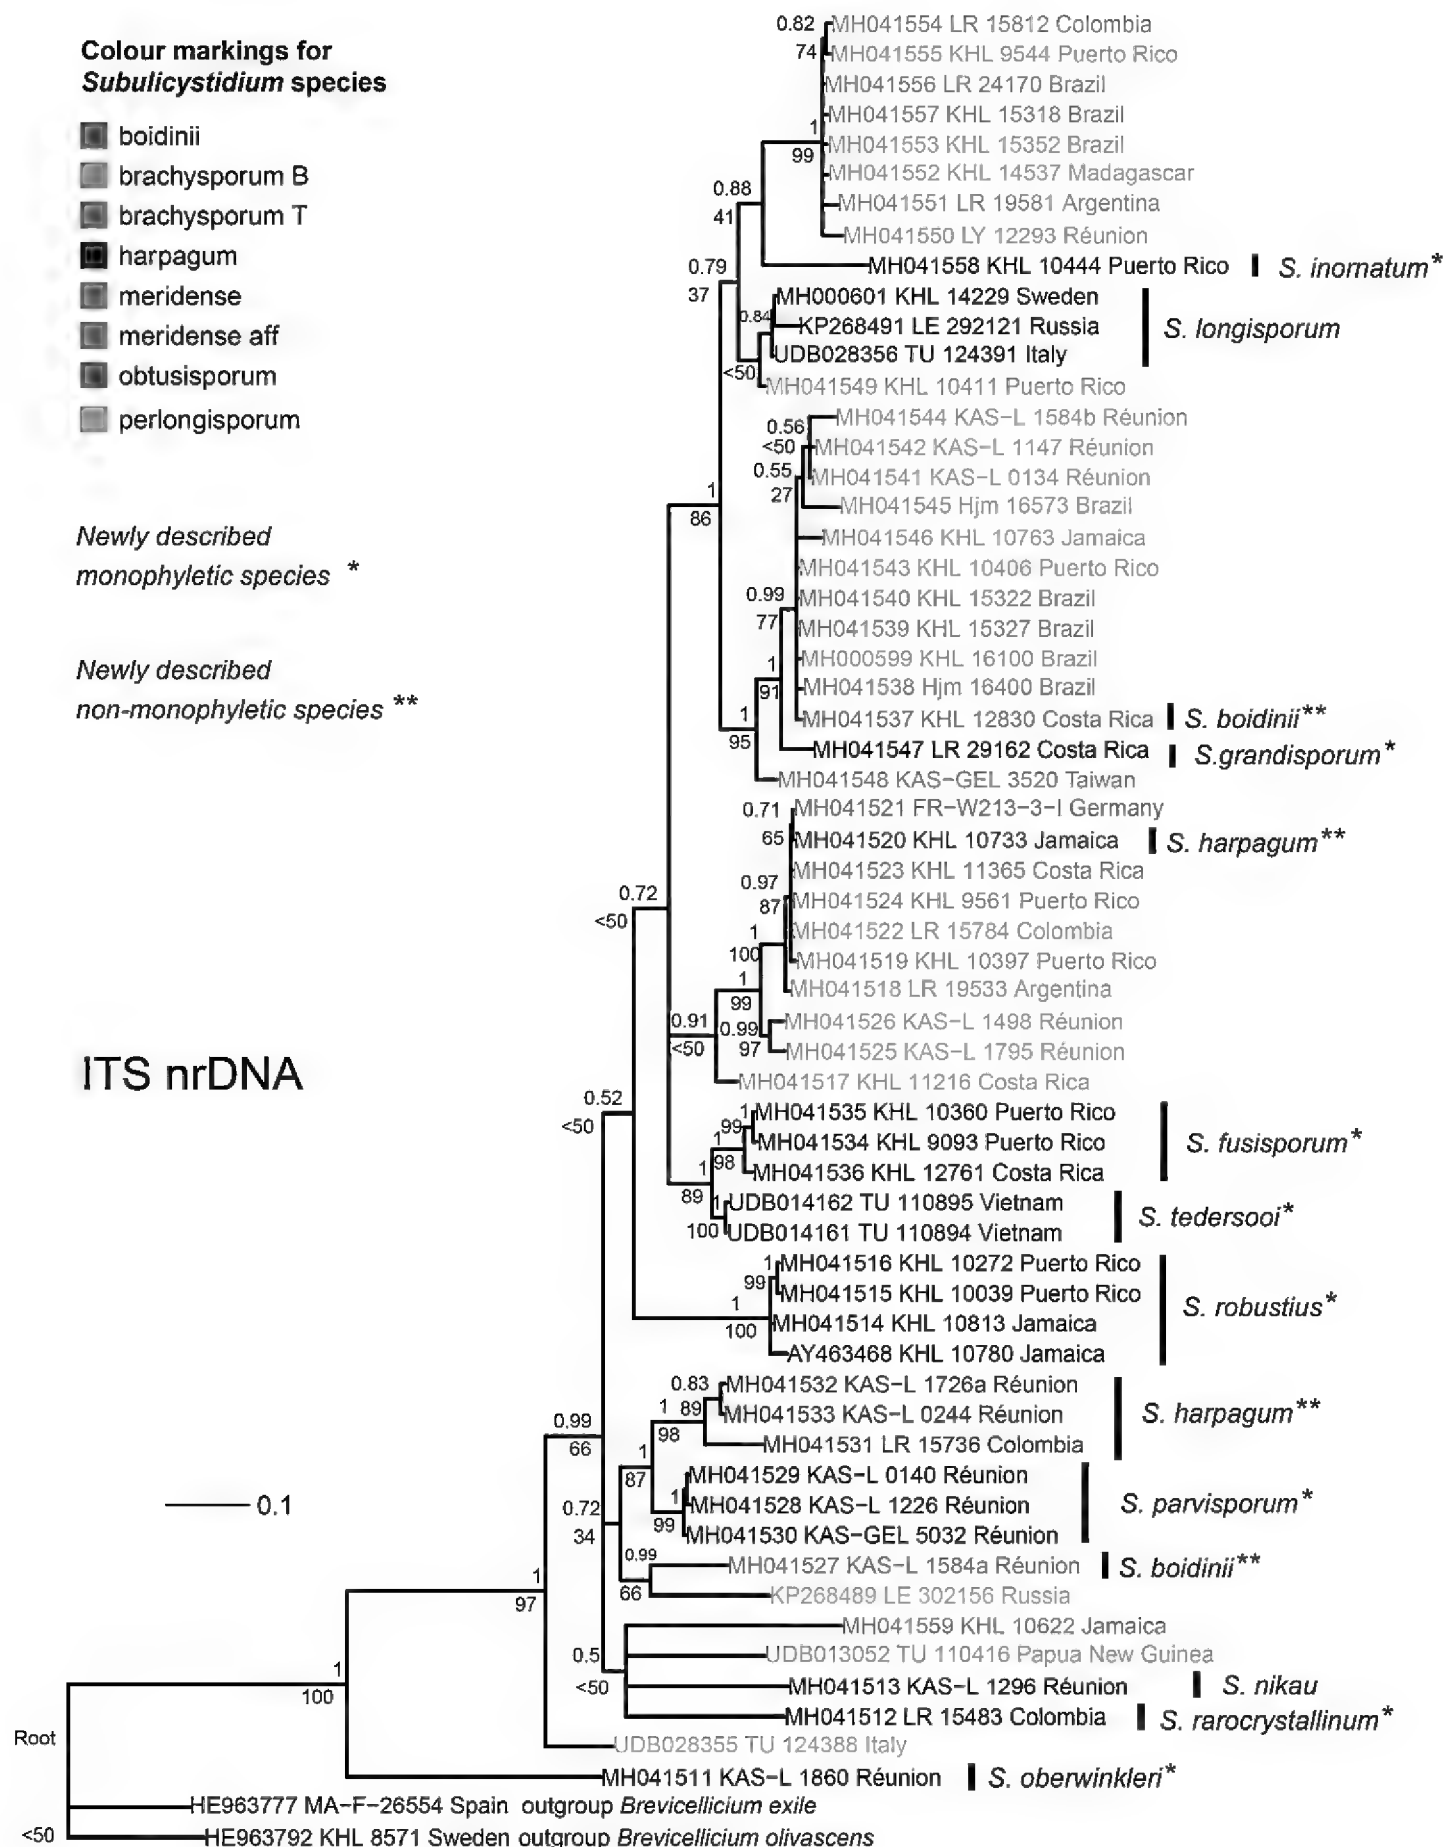 Colour markings for
Subulicystidium species
boidinii
brachysporum B
brachysporum T
harpagum
meridense
meridense aff
obtusisporum
perlongisporum
Newly described
monophyletic species *
Newly described
non-monophyletic species **
ITS nrDNA
0.1
Root
<50
1
100
1
97
0.99
66
0.52
<50
0.72
<50
1
86
0.79
37
0.88
41
1
99
0.82
74
MH041554 LR 15812 Colombia
MH041555 KHL 9544 Puerto Rico
MH041556 LR 24170 Brazil
MH041557 KHL 15318 Brazil
MH041553 KHL 15352 Brazil
MH041552 KHL 14537 Madagascar
MH041551 LR 19581 Argentina
MH041550 LY 12293 Réunion
MH041558 KHL 10444 Puerto Rico S. inornatum*
MH000601 KHL 14229 Sweden
0.84
KP268491 LE 292121 Russia S. longisporum
UDB028356 TU 124391 Italy
<50
MH041549 KHL 10411 Puerto Rico
MH041544 KAS-L 1584b Réunion
0.56
<50
MH041542 KAS-L 1147 Réunion
0.55
27
MH041541 KAS-L 0134 Réunion
MH041545 Hjm 16573 Brazil
MH041546 KHL 10763 Jamaica
MH041543 KHL 10406 Puerto Rico
0.99
77
MH041540 KHL 15322 Brazil
MH041539 KHL 15327 Brazil
MH000599 KHL 16100 Brazil
1
91
MH041538 Hjm 16400 Brazil
MH041537 KHL 12830 Costa Rica S. boidinii**
1
95
MH041547 LR 29162 Costa Rica S.grandisporum*
MH041548 KAS-GEL 3520 Taiwan
MH041521 FR-W213-3-I Germany
0.71
65
MH041520 KHL 10733 Jamaica S. harpagum**
MH041523 KHL 11365 Costa Rica
0.97
87
MH041524 KHL 9561 Puerto Rico
MH041522 LR 15784 Colombia
1
100
MH041519 KHL 10397 Puerto Rico
MH041518 LR 19533 Argentina
1
99
MH041526 KAS-L 1498 Réunion
0.91
<50
0.99
97
MH041525 KAS-L 1795 Réunion
MH041517 KHL 11216 Costa Rica
1
99
MH041535 KHL 10360 Puerto Rico
MH041534 KHL 9093 Puerto Rico S. fusisporum*
1
98
MH041536 KHL 12761 Costa Rica
1
89
UDB014162 TU 110895 Vietnam
1
100
S. tedersooi*
UDB014161 TU 110894 Vietnam
1
99
MH041516 KHL 10272 Puerto Rico
MH041515 KHL 10039 Puerto Rico
S. robustius*
1
100
MH041514 KHL 10813 Jamaica
AY463468 KHL 10780 Jamaica
0.83
89
MH041532 KAS-L 1726a Réunion
MH041533 KAS-L 0244 Réunion S. harpagum**
1
98
MH041531 LR 15736 Colombia
1
87
MH041529 KAS-L 0140 Réunion
1
99
MH041528 KAS-L 1226 Réunion S. parvisporum*
MH041530 KAS-GEL 5032 Réunion
0.72
34
0.99
66
MH041527 KAS-L 1584a Réunion S. boidinii**
KP268489 LE 302156 Russia
MH041559 KHL 10622 Jamaica
0.5
<50
UDB013052 TU 110416 Papua New Guinea
MH041513 KAS-L 1296 Réunion S. nikau
MH041512 LR 15483 Colombia S. rarocrystallinum*
UDB028355 TU 124388 Italy
MH041511 KAS-L 1860 Réunion S. oberwinkleri*
HE963777 MA-F-26554 Spain outgroup Brevicellicium exile
HE963792 KHL 8571 Sweden outgroup Brevicellicium olivascens